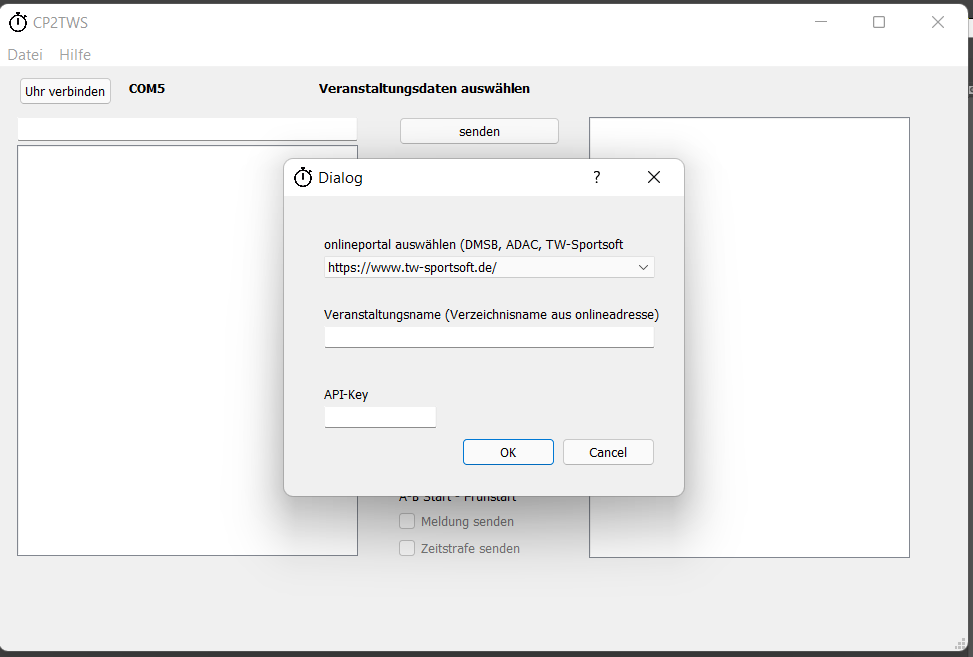 CP2TWS
Datei Hilfe
Uhr verbinden COM5 Veranstaltungsdaten auswählen
senden
Dialog ?
onlineportal auswählen (DMSB, ADAC, TW-Sportsoft
https://www.tw-sportsoft.de/
Veranstaltungsname (Verzeichnisname aus onlineadresse)
API-Key
OK Cancel
A-B Start - Frühstart
Meldung senden
Zeitstrafe senden